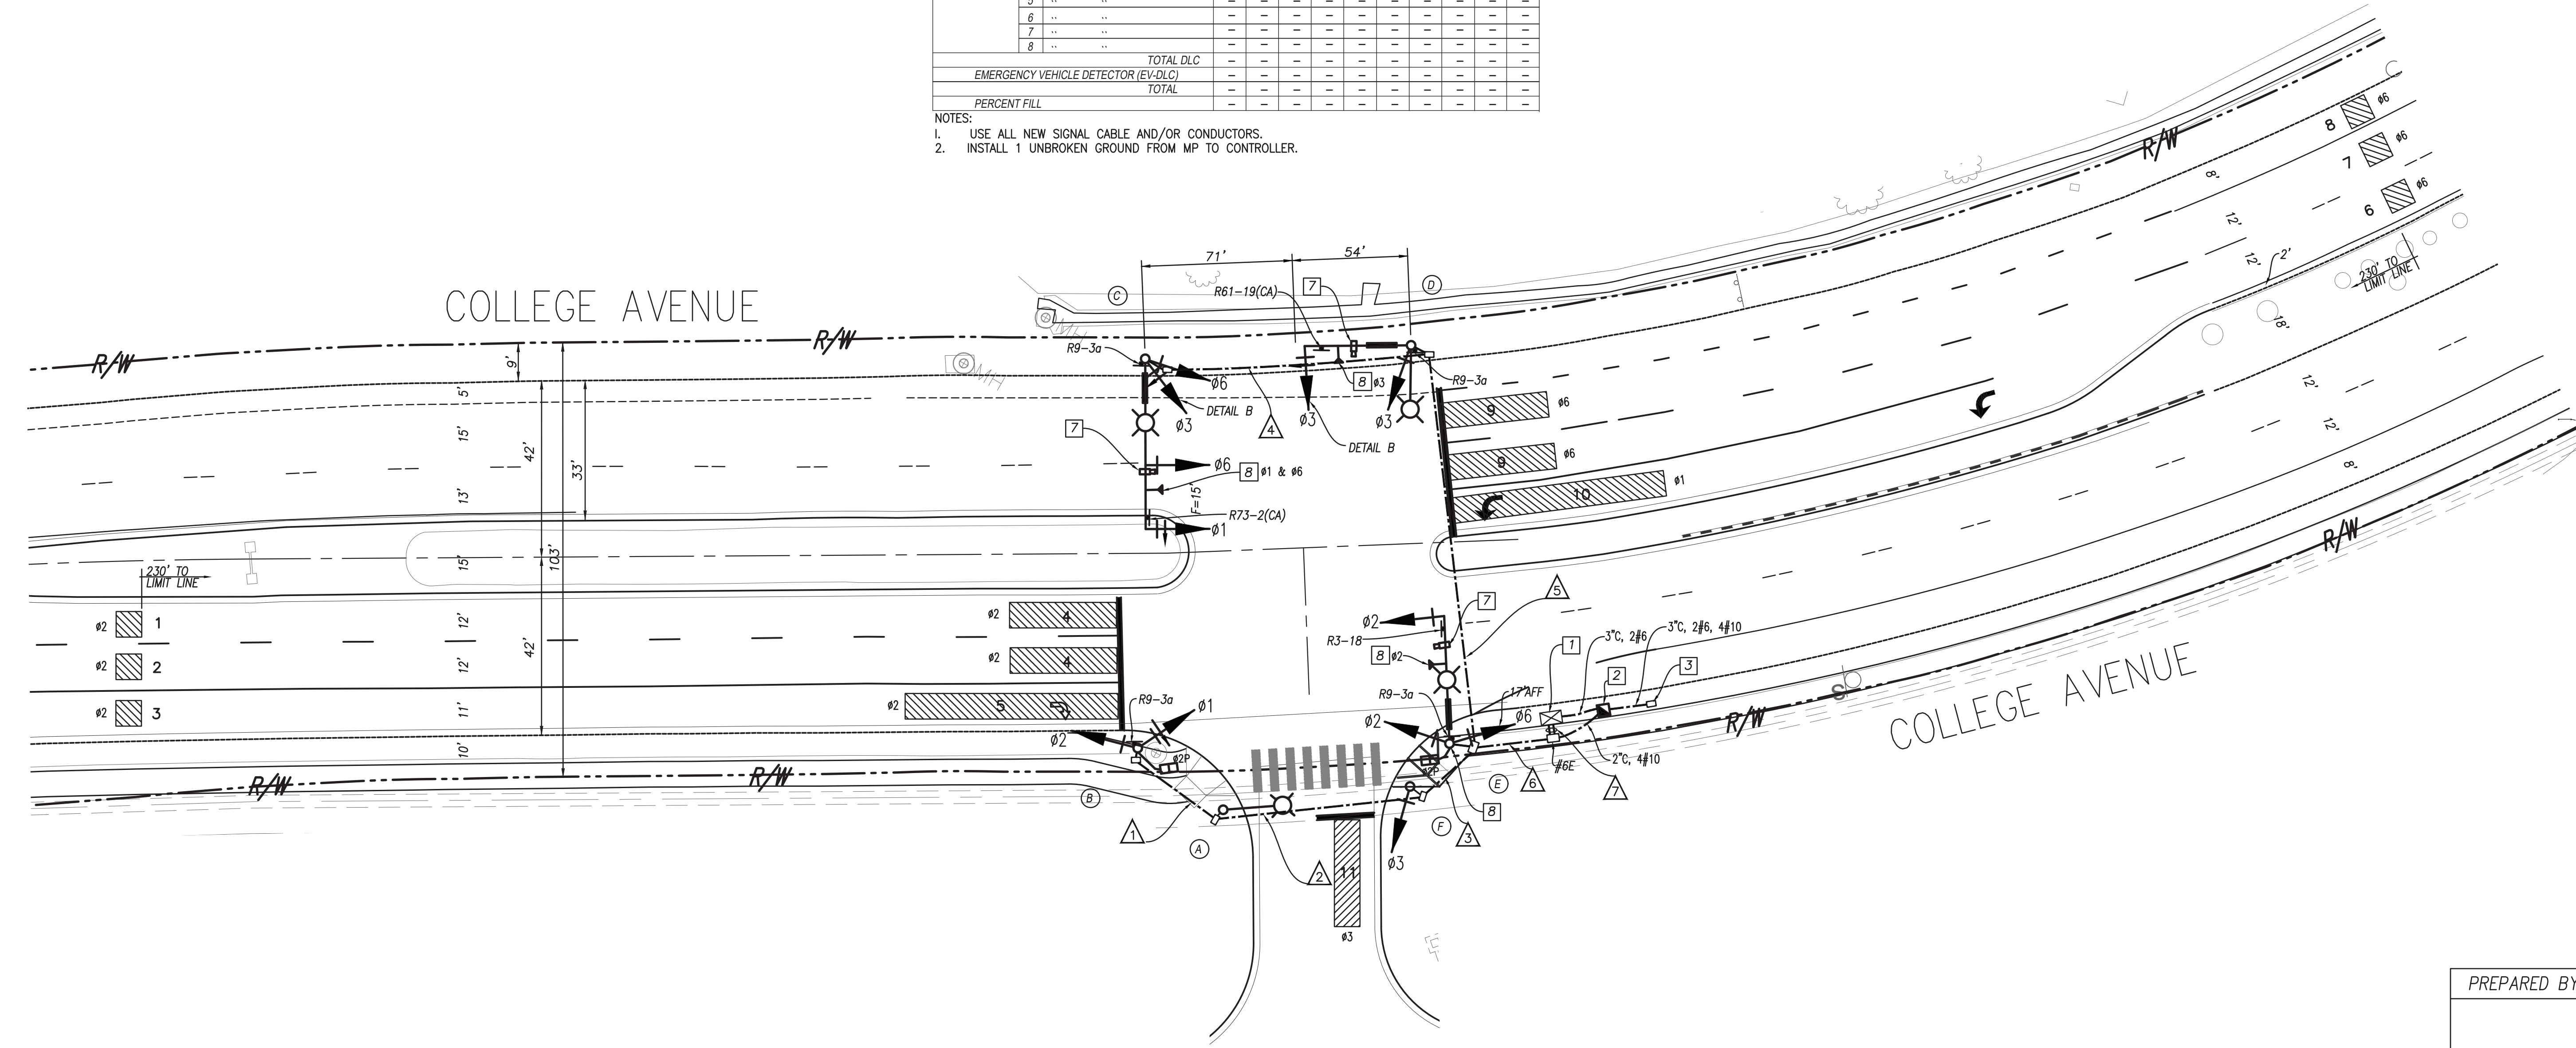 5 " "
– – – – – – – – – –
6 " "
– – – – – – – – – –
7 " "
– – – – – – – – – –
8 " "
– – – – – – – – – –
TOTAL DLC
– – – – – – – – – –
EMERGENCY VEHICLE DETECTOR (EV-DLC)
– – – – – – – – – –
TOTAL
– – – – – – – – – –
PERCENT FILL
– – – – – – – – – –
NOTES:
1. USE ALL NEW SIGNAL CABLE AND/OR CONDUCTORS.
2. INSTALL 1 UNBROKEN GROUND FROM MP TO CONTROLLER.
COLLEGE AVENUE
R/W
R/W
9'
5'
15'
13'
15'
12'
12'
11'
10'
42'
42'
33'
103'
230' TO
LIMIT LINE
ø2 1
ø2 2
ø2 3
R/W
R/W
MH
MH
71'
54'
C
D
R61-19(CA)
7
R9-3a
ø6
ø3
DETAIL B
4
8 ø3
R9-3a
ø3
ø3
DETAIL B
7
ø6
8 ø1 & ø6
F=15'
R73-2(CA)
ø1
9 ø6
9 ø6
10 ø1
R/W
8 ø6
7 ø6
6 ø6
8'
12'
12'
2'
230' TO
LIMIT LINE
18'
12'
12'
8'
R/W
ø2 4
ø2 4
ø2 5
R9-3a
ø1
ø2
ø2P
B
1
A
2
11
ø3
ø2
7
R3-18
8 ø2
R9-3a
5
1
3"C, 2#6
3"C, 2#6, 4#10
2
3
17'AFF
ø2
ø6
ø2P
E
6
#6E
2"C, 4#10
7
8
F
3
ø3
S
R/W
COLLEGE AVENUE
PREPARED BY